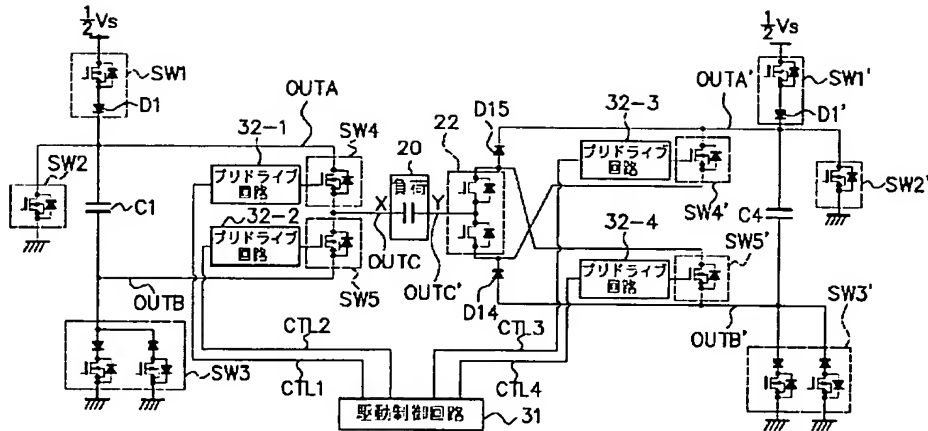 ½Vs
SW1
D1
OUTA
32-1
SW4
SW2
プリドライブ
回路
32-2
プリドライブ
回路
C1
SW5
OUTB
SW3
CTL2
CTL1
X
20
負荷
Y
OUTC
OUTC'
22
D15
D14
32-3
プリドライブ
回路
SW4'
32-4
プリドライブ
回路
SW5'
OUTA'
½Vs
SW1'
D1'
SW2'
C4
OUTB'
SW3'
CTL3
CTL4
駆動制御回路
31